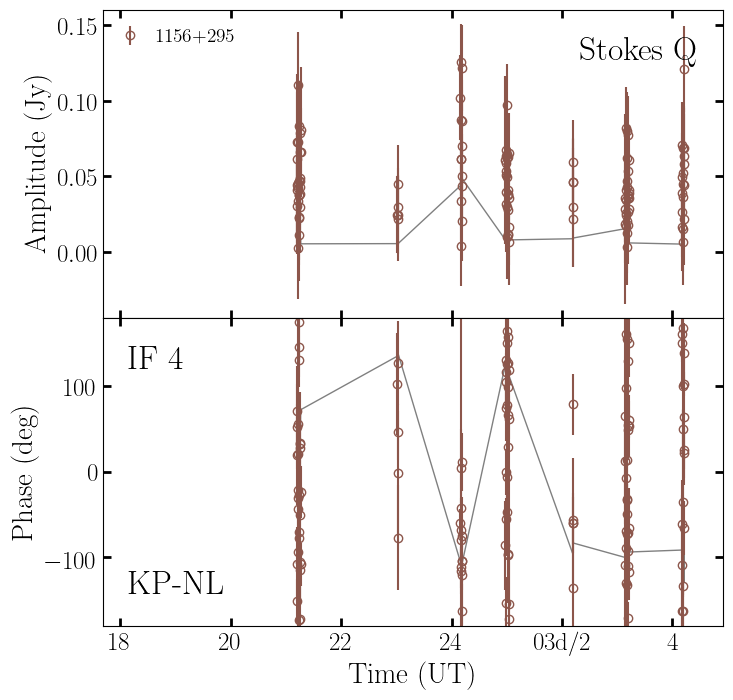 0.15
1156+295
Stokes Q
0.10
0.05
0.00
Amplitude (Jy)
IF 4
100
0
−100
Phase (deg)
KP-NL
18 20 22 24 03d/2 4
Time (UT)